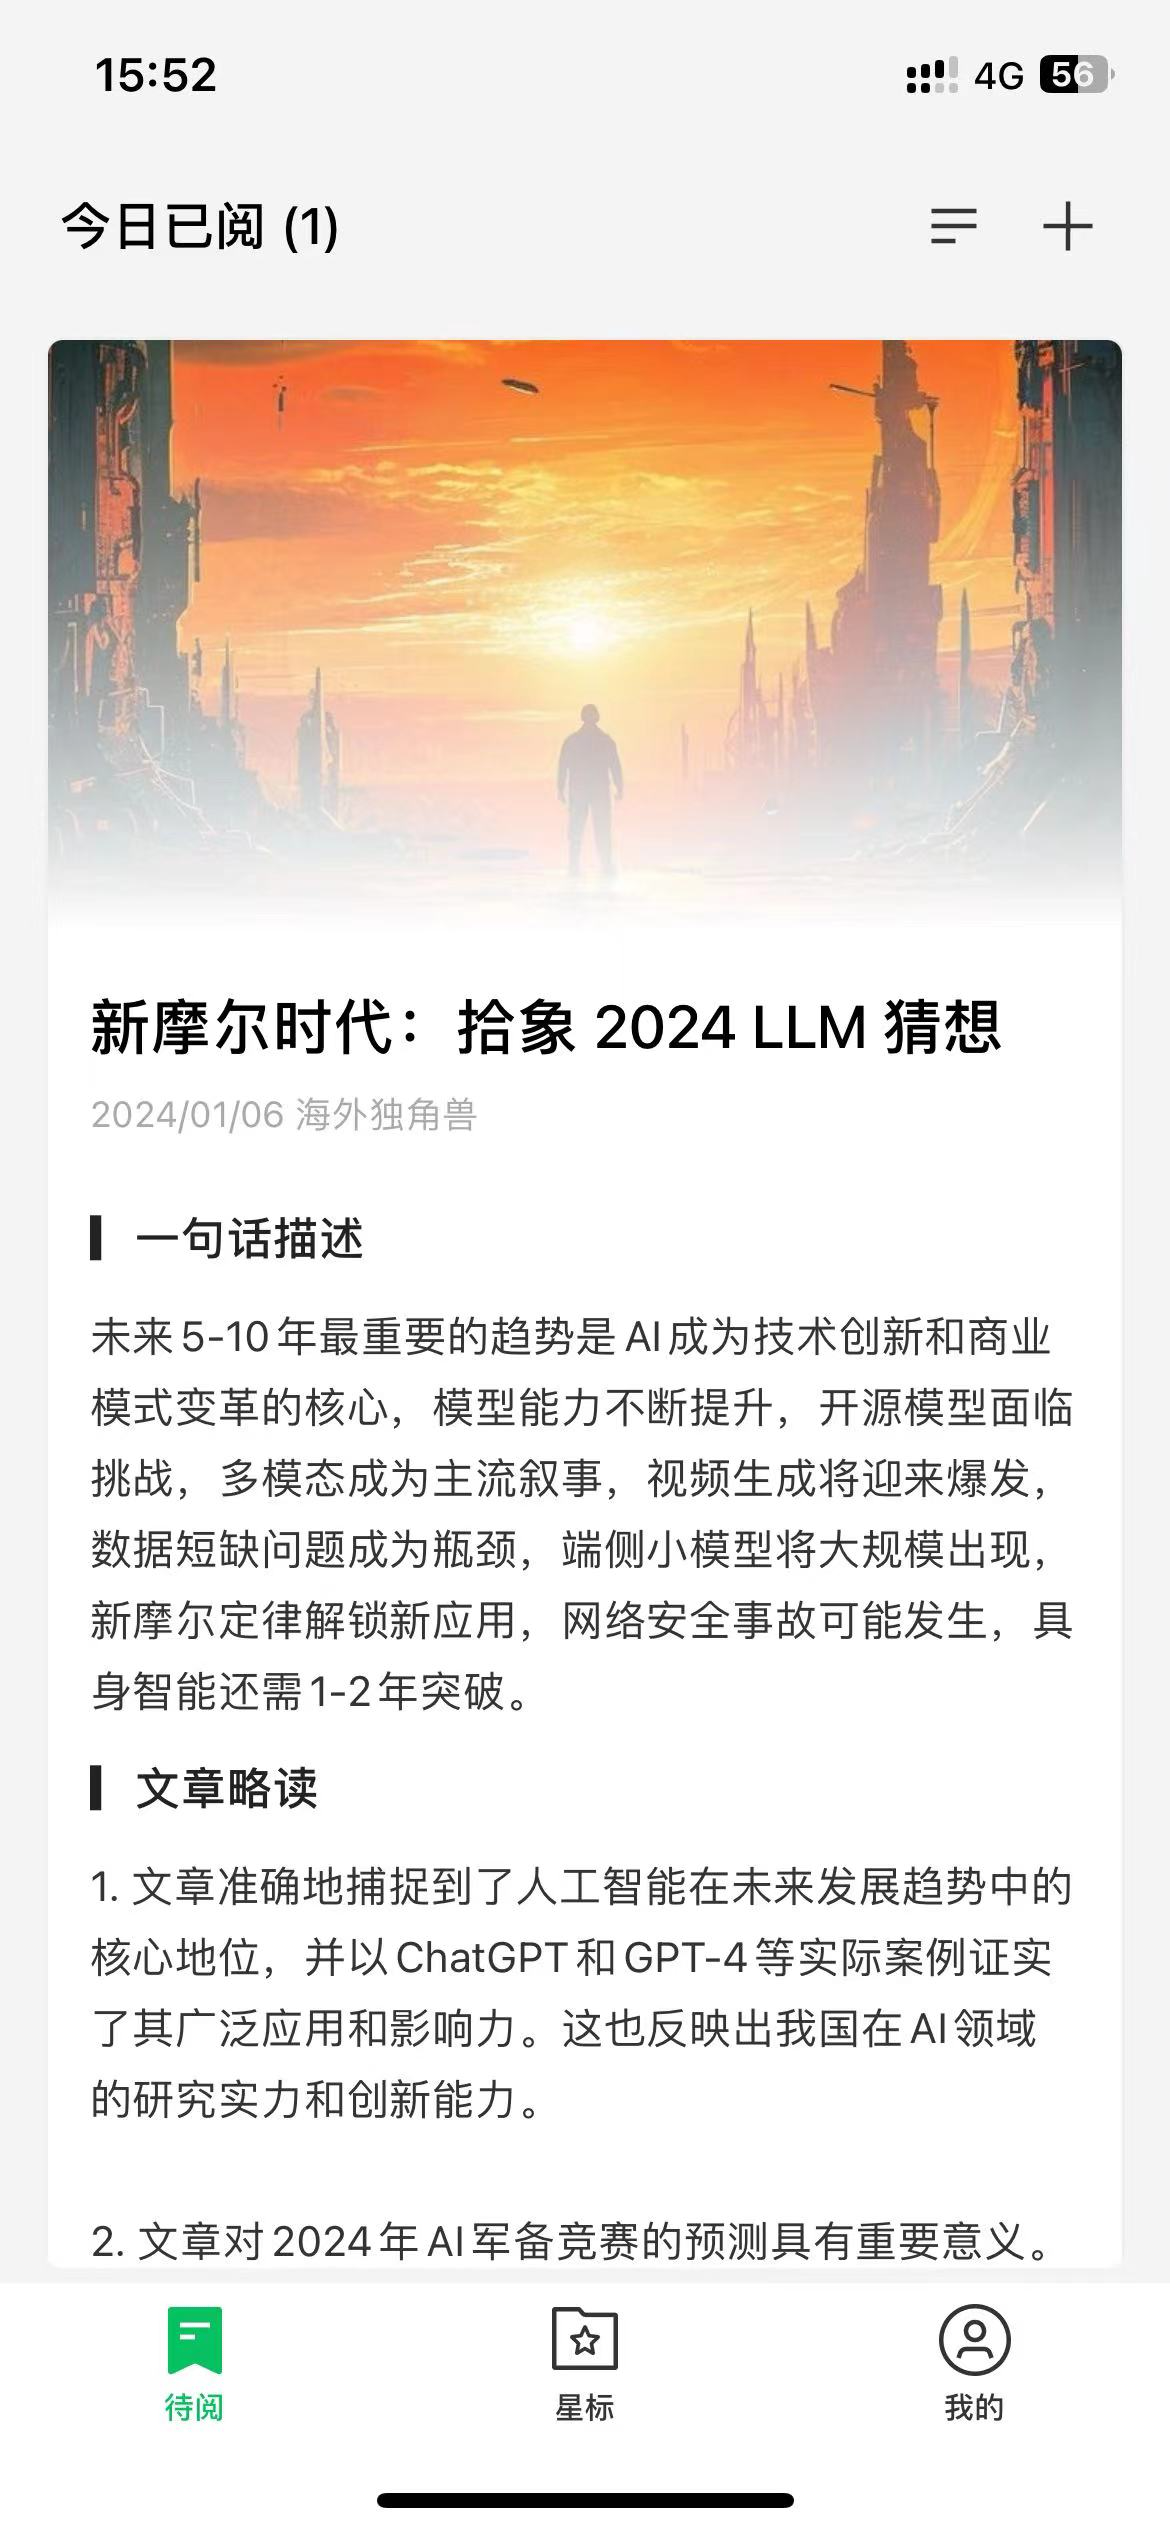 15:52
4G 56
今日已阅 (1)
新摩尔时代：拾象 2024 LLM 猜想
2024/01/06 海外独角兽
一句话描述
未来5-10年最重要的趋势是AI成为技术创新和商业
模式变革的核心，模型能力不断提升，开源模型面临
挑战，多模态成为主流叙事，视频生成将迎来爆发，
数据短缺问题成为瓶颈，端侧小模型将大规模出现，
新摩尔定律解锁新应用，网络安全事故可能发生，具
身智能还需1-2年突破。
文章略读
1. 文章准确地捕捉到了人工智能在未来发展趋势中的
核心地位，并以ChatGPT和GPT-4等实际案例证实
了其广泛应用和影响力。这也反映出我国在AI领域
的研究实力和创新能力。
2. 文章对2024年AI军备竞赛的预测具有重要意义。
待阅
星标
我的